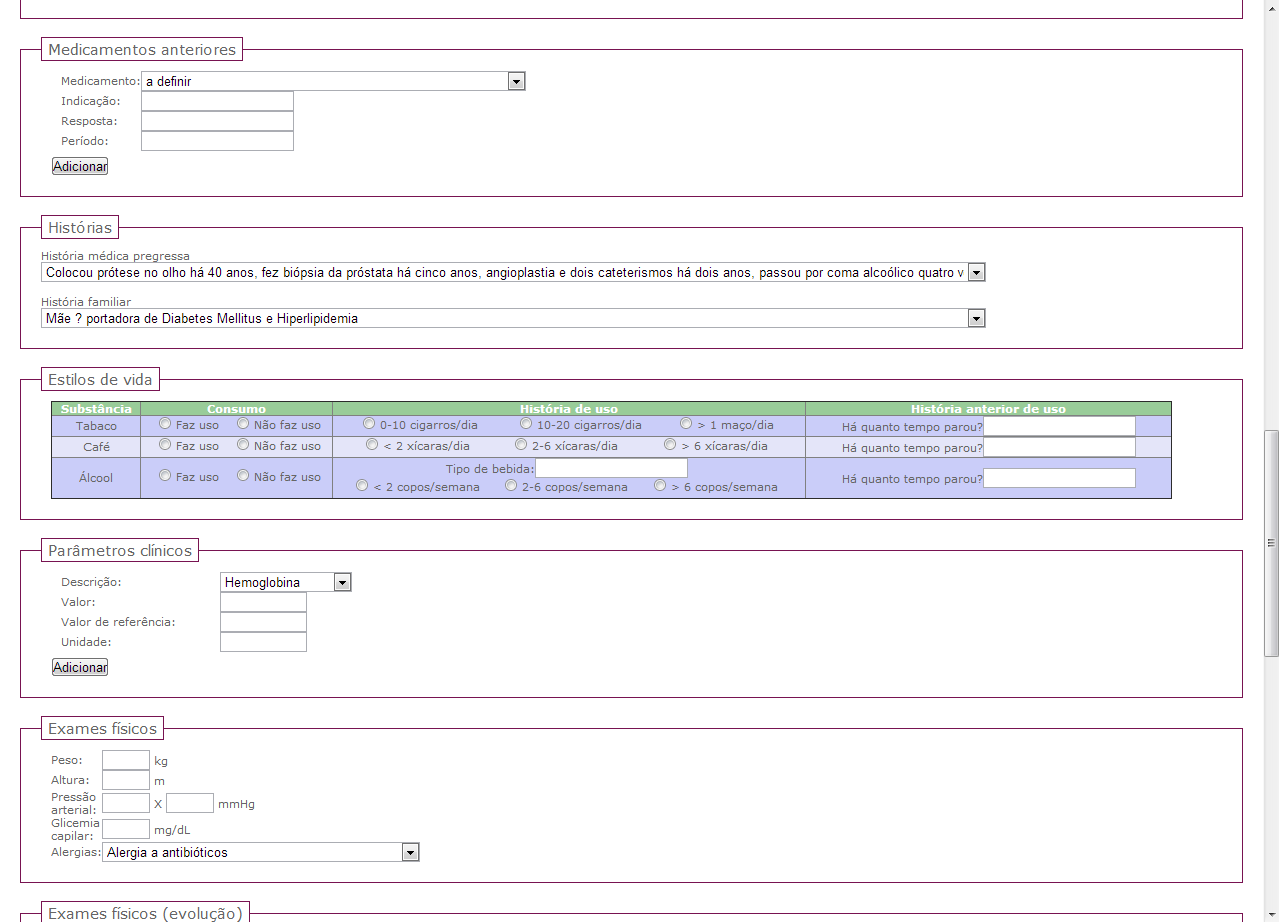 Medicamentos anteriores
Medicamento: a definir
Indicação:
Resposta:
Período:
Adicionar
Histórias
História médica pregressa
Colocou prótese no olho há 40 anos, fez biópsia da próstata há cinco anos, angioplastia e dois cateterismos há dois anos, passou por coma alcoólico quatro v
História familiar
Mãe ? portadora de Diabetes Mellitus e Hiperlipidemia
Estilos de vida
Substância Consumo História de uso História anterior de uso
Tabaco Faz uso Não faz uso 0-10 cigarros/dia 10-20 cigarros/dia > 1 maço/dia Há quanto tempo parou?
Café Faz uso Não faz uso < 2 xícaras/dia 2-6 xícaras/dia > 6 xícaras/dia Há quanto tempo parou?
Tipo de bebida:
Álcool Faz uso Não faz uso Há quanto tempo parou?
< 2 copos/semana 2-6 copos/semana > 6 copos/semana
Parâmetros clínicos
Descrição: Hemoglobina
Valor:
Valor de referência:
Unidade:
Adicionar
Exames físicos
Peso: kg
Altura: m
Pressão
arterial: X mmHg
Glicemia
capilar: mg/dL
Alergias: Alergia a antibióticos
Exames físicos (evolução)